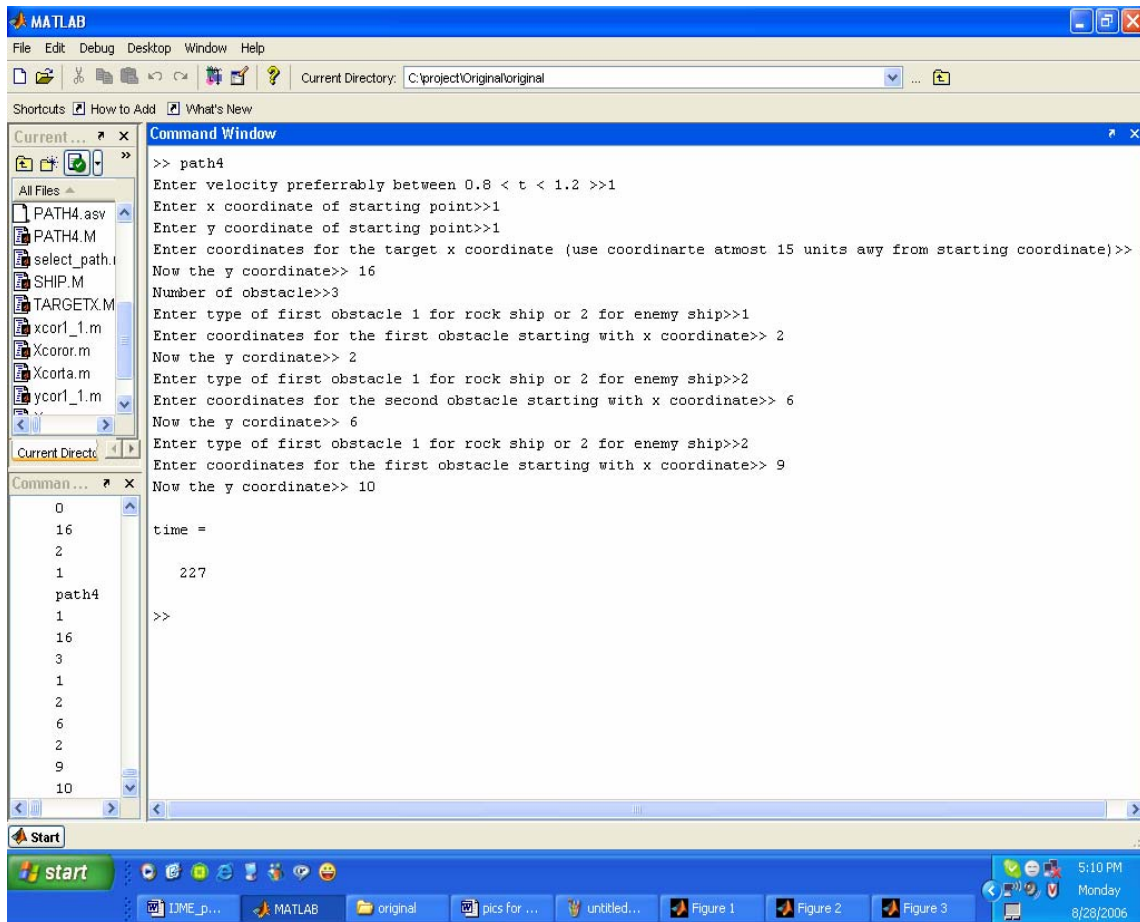 MATLAB
File Edit Debug Desktop Window Help
Current Directory: C:\project\Original\original
...
Shortcuts How to Add What's New
Current...
»
All Files
PATH4.asv
PATH4.M
select_path.
SHIP.M
TARGETX.M
xcor1_1.m
Xcoror.m
Xcorta.m
ycor1_1.m
Current Directo
Comman...
0
16
2
1
path4
1
16
3
1
2
6
2
9
10
Command Window
>> path4
Enter velocity preferrably between 0.8 < t < 1.2 >>1
Enter x coordinate of starting point>>1
Enter y coordinate of starting point>>1
Enter coordinates for the target x coordinate (use coordinarte atmost 15 units awy from starting coordinate)>>
Now the y coordinate>> 16
Number of obstacle>>3
Enter type of first obstacle 1 for rock ship or 2 for enemy ship>>1
Enter coordinates for the first obstacle starting with x coordinate>> 2
Now the y cordinate>> 2
Enter type of first obstacle 1 for rock ship or 2 for enemy ship>>2
Enter coordinates for the second obstacle starting with x coordinate>> 6
Now the y cordinate>> 6
Enter type of first obstacle 1 for rock ship or 2 for enemy ship>>2
Enter coordinates for the first obstacle starting with x coordinate>> 9
Now the y coordinate>> 10
time =
227
>>
Start
start
IJME_p... MATLAB original pics for ... untitled... Figure 1 Figure 2 Figure 3
5:10 PM
Monday
8/28/2006